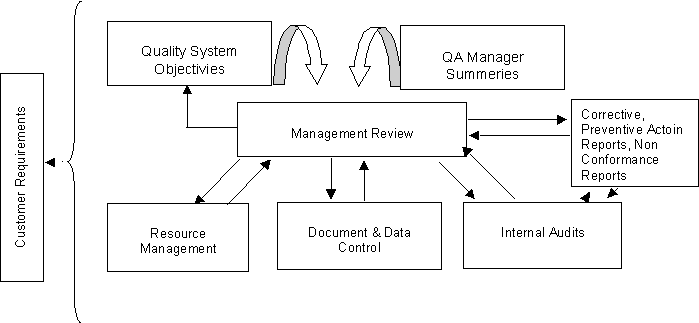 Customer Requirements
Quality System
Objectivies
QA Manager
Summeries
Management Review
Corrective,
Preventive Actoin
Reports, Non
Conformance
Reports
Resource
Management
Document & Data
Control
Internal Audits